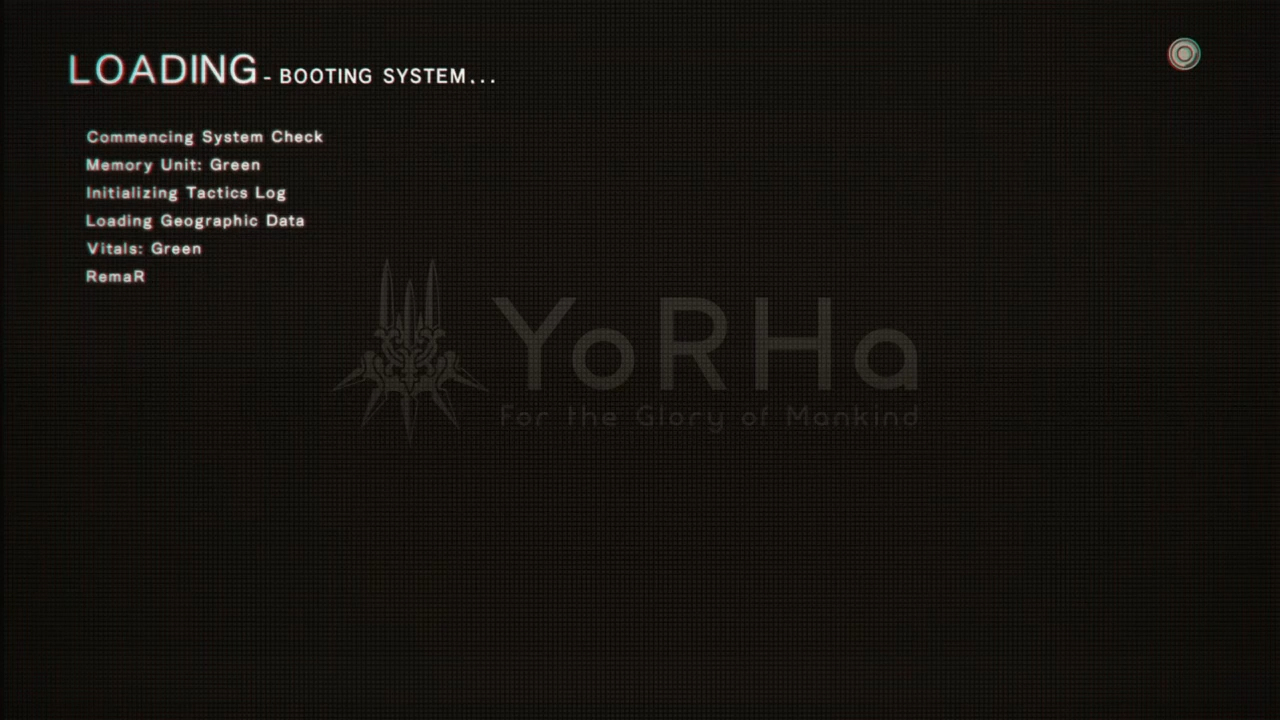 LOADING - BOOTING SYSTEM...
Commencing System Check
Memory Unit: Green
Initializing Tactics Log
Loading Geographic Data
Vitals: Green
RemaR
YoRHa
For the Glory of Mankind